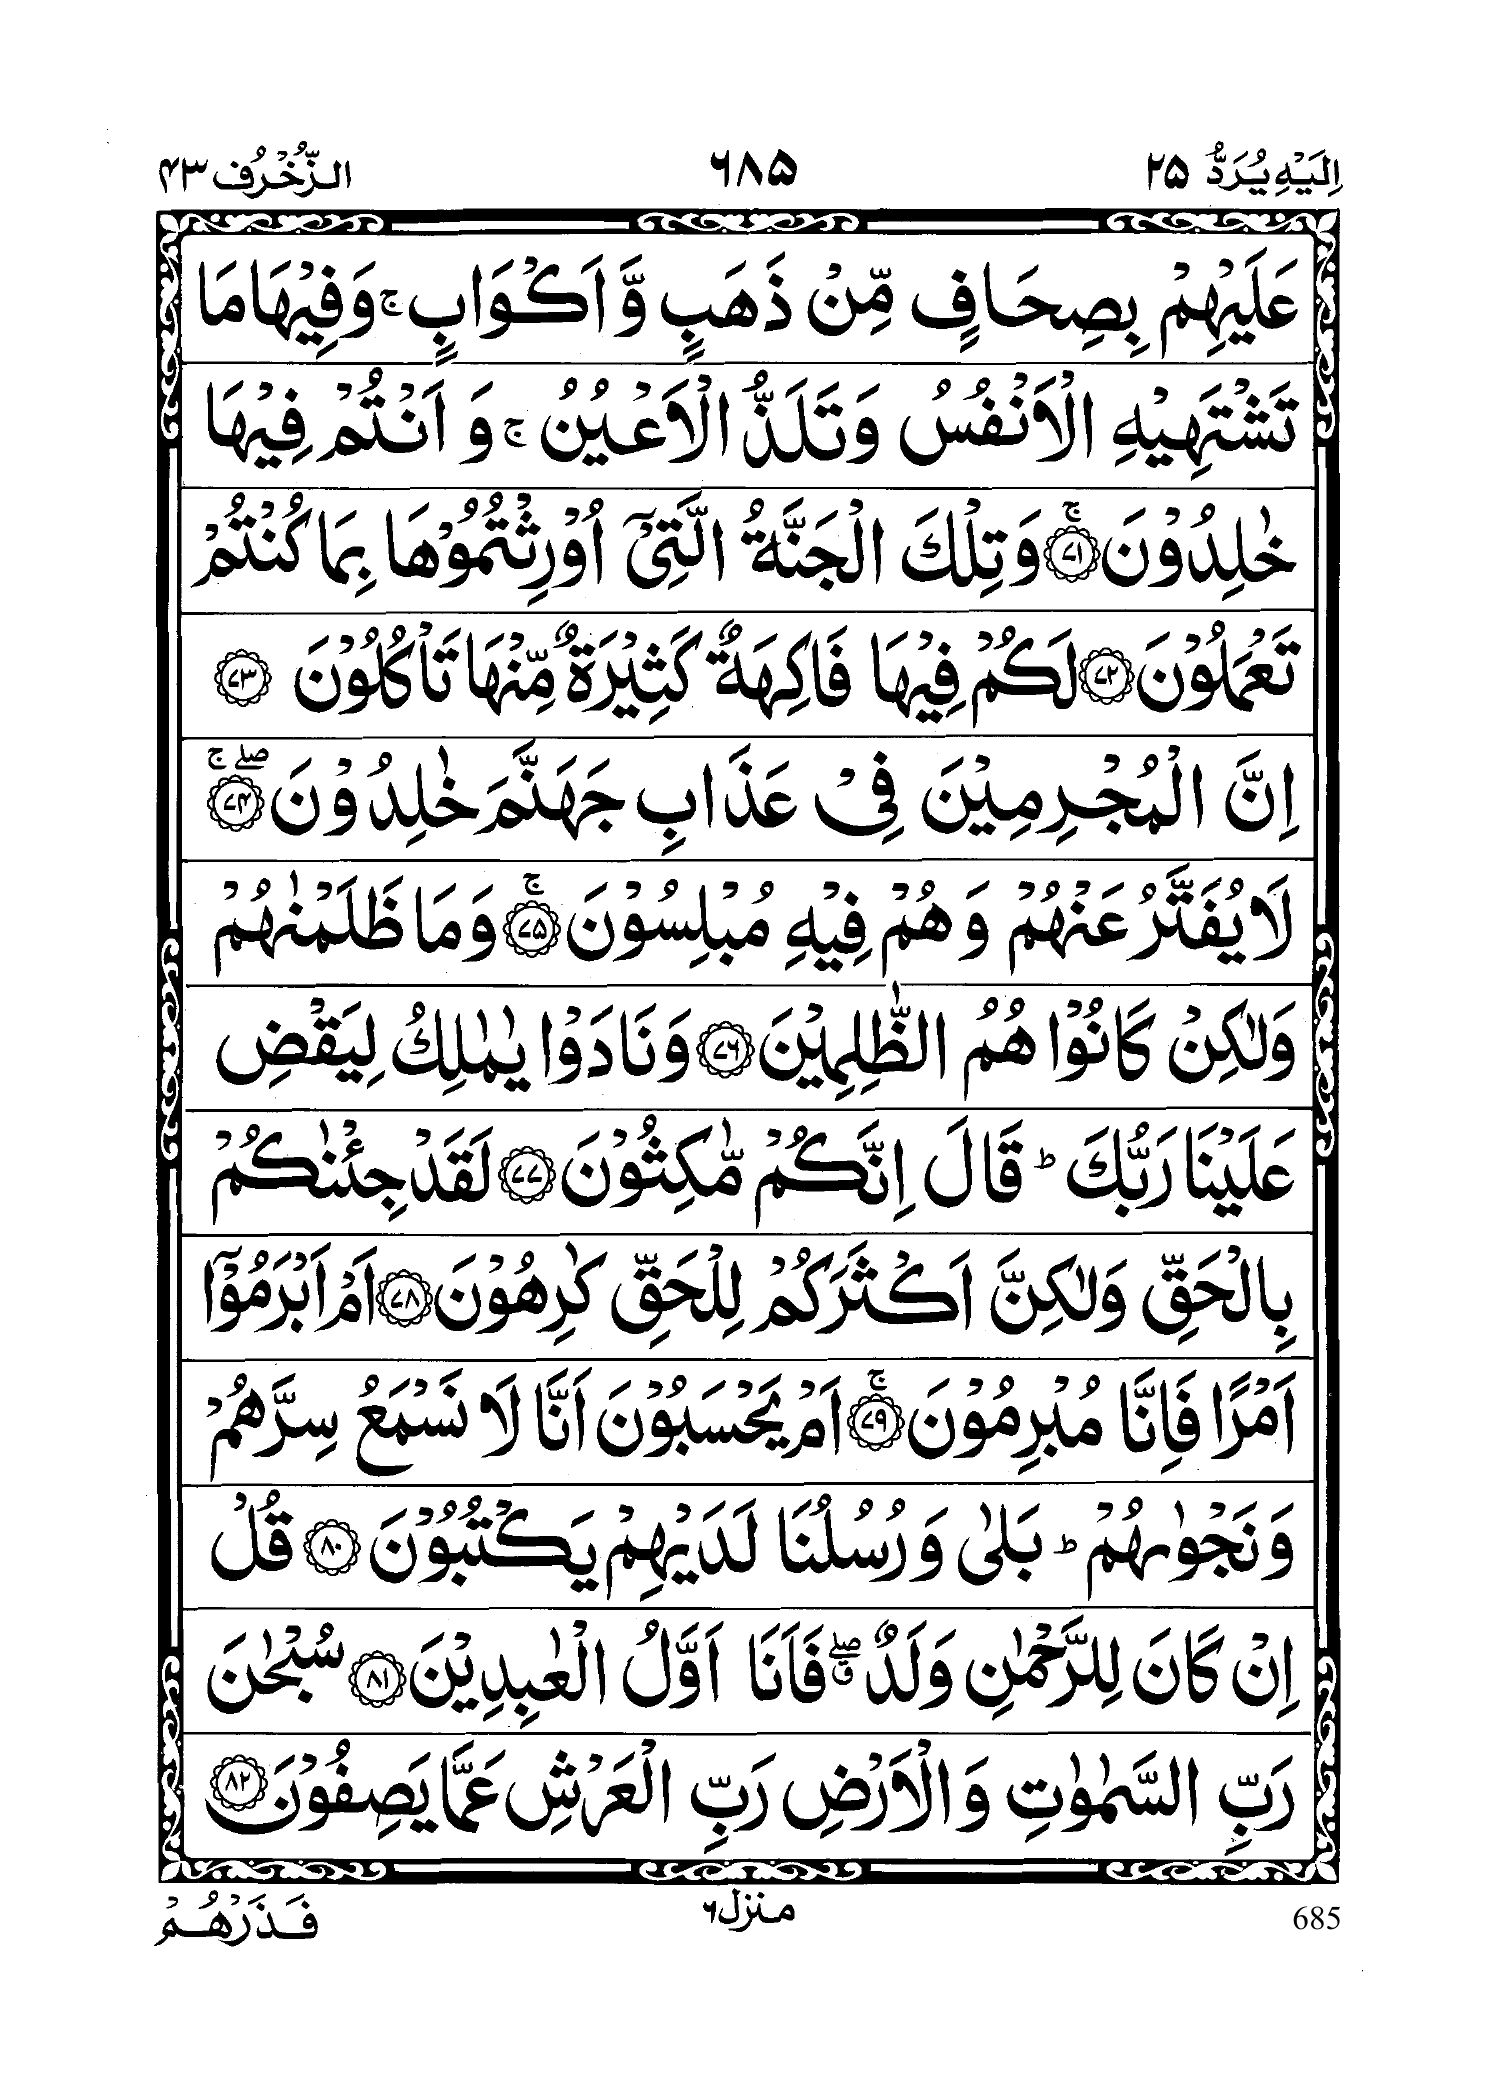 اِلَيْهِ يُرَدُّ ۲۵ ۶۸۵ الزُّخْرُف ۴۳
عَلَيْهِمْ بِصِحَافٍ مِّنْ ذَهَبٍ وَّ اَكْوَابٍ ۚ وَفِيْهَا مَا
تَشْتَهِيْهِ الْاَنْفُسُ وَتَلَذُّ الْاَعْيُنُ ۚ وَ اَنْتُمْ فِيْهَا
خٰلِدُوْنَ ۚ﴿۷۱﴾ وَتِلْكَ الْجَنَّةُ الَّتِيْۤ اُوْرِثْتُمُوْهَا بِمَا كُنْتُمْ
تَعْمَلُوْنَ ﴿۷۲﴾ لَكُمْ فِيْهَا فَاكِهَةٌ كَثِيْرَةٌ مِّنْهَا تَاْكُلُوْنَ ﴿۷۳﴾
اِنَّ الْمُجْرِمِيْنَ فِيْ عَذَابِ جَهَنَّمَ خٰلِدُوْنَ ۖۚ﴿۷۴﴾
لَا يُفَتَّرُ عَنْهُمْ وَهُمْ فِيْهِ مُبْلِسُوْنَ ۚ﴿۷۵﴾ وَمَا ظَلَمْنٰهُمْ
وَلٰكِنْ كَانُوْا هُمُ الظّٰلِمِيْنَ ﴿۷۶﴾ وَنَادَوْا يٰمٰلِكُ لِيَقْضِ
عَلَيْنَا رَبُّكَ ؕ قَالَ اِنَّكُمْ مّٰكِثُوْنَ ﴿۷۷﴾ لَقَدْ جِئْنٰكُمْ
بِالْحَقِّ وَلٰكِنَّ اَكْثَرَكُمْ لِلْحَقِّ كٰرِهُوْنَ ﴿۷۸﴾ اَمْ اَبْرَمُوْۤا
اَمْرًا فَاِنَّا مُبْرِمُوْنَ ۚ﴿۷۹﴾ اَمْ يَحْسَبُوْنَ اَنَّا لَا نَسْمَعُ سِرَّهُمْ
وَنَجْوٰىهُمْ ؕ بَلٰى وَرُسُلُنَا لَدَيْهِمْ يَكْتُبُوْنَ ﴿۸۰﴾ قُلْ
اِنْ كَانَ لِلرَّحْمٰنِ وَلَدٌ ۖق فَاَنَا اَوَّلُ الْعٰبِدِيْنَ ﴿۸۱﴾ سُبْحٰنَ
رَبِّ السَّمٰوٰتِ وَالْاَرْضِ رَبِّ الْعَرْشِ عَمَّا يَصِفُوْنَ ﴿۸۲﴾
685 منزل۶ فَذَرْهُمْ